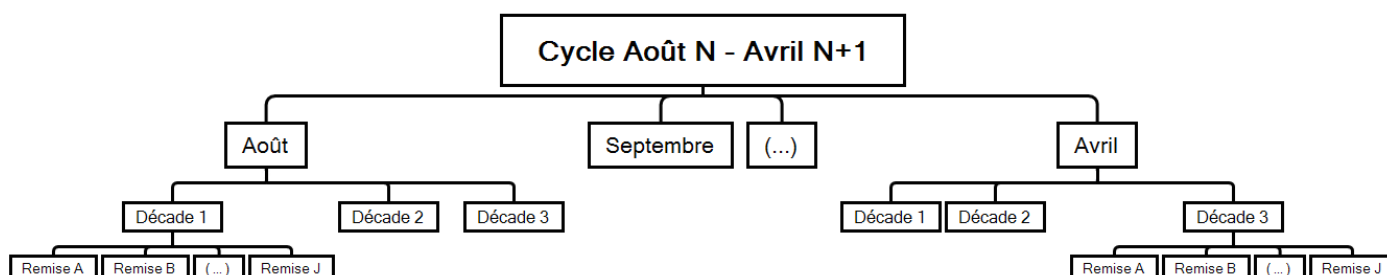 Cycle Août N - Avril N+1
Août
Septembre
(...)
Avril
Décade 1
Décade 2
Décade 3
Décade 1
Décade 2
Décade 3
Remise A
Remise B
(...)
Remise J
Remise A
Remise B
(...)
Remise J